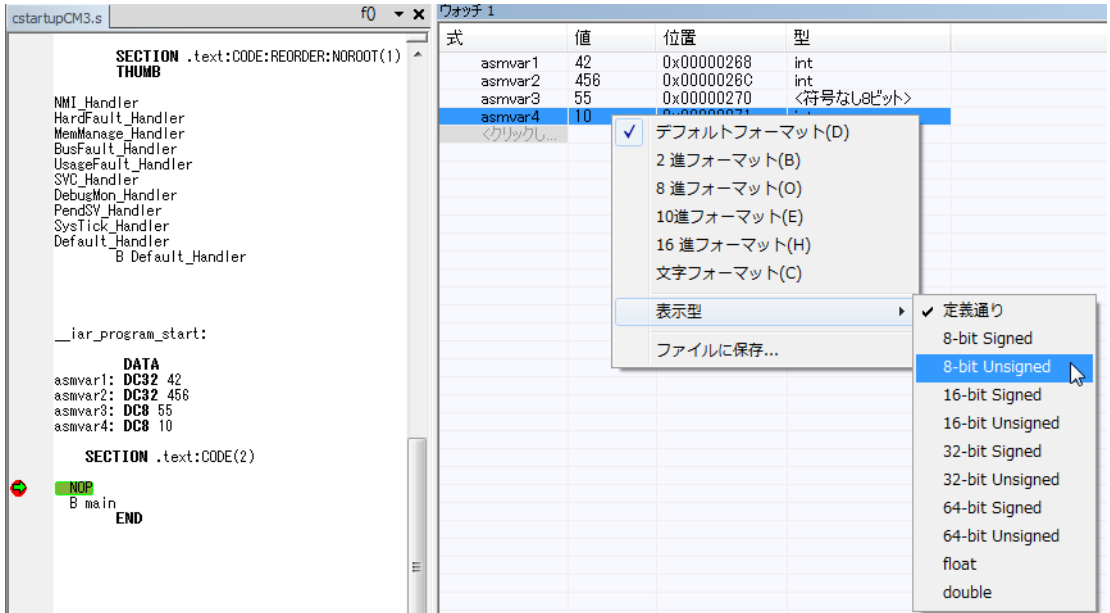 cstartupCM3.s
f()
SECTION .text:CODE:REORDER:NOROOT(1)
THUMB
NMI_Handler
HardFault_Handler
MemManage_Handler
BusFault_Handler
UsageFault_Handler
SVC_Handler
DebugMon_Handler
PendSV_Handler
SysTick_Handler
Default_Handler
B Default_Handler
__iar_program_start:
DATA
asmvar1: DC32 42
asmvar2: DC32 456
asmvar3: DC8 55
asmvar4: DC8 10
SECTION .text:CODE(2)
NOP
B main
END
ウォッチ 1
式 値 位置 型
asmvar1 42 0x00000268 int
asmvar2 456 0x0000026C int
asmvar3 55 0x00000270 <符号なし8ビット>
asmvar4 10
<クリックし...
デフォルトフォーマット(D)
2 進フォーマット(B)
8 進フォーマット(O)
10進フォーマット(E)
16 進フォーマット(H)
文字フォーマット(C)
表示型
ファイルに保存...
定義通り
8-bit Signed
8-bit Unsigned
16-bit Signed
16-bit Unsigned
32-bit Signed
32-bit Unsigned
64-bit Signed
64-bit Unsigned
float
double